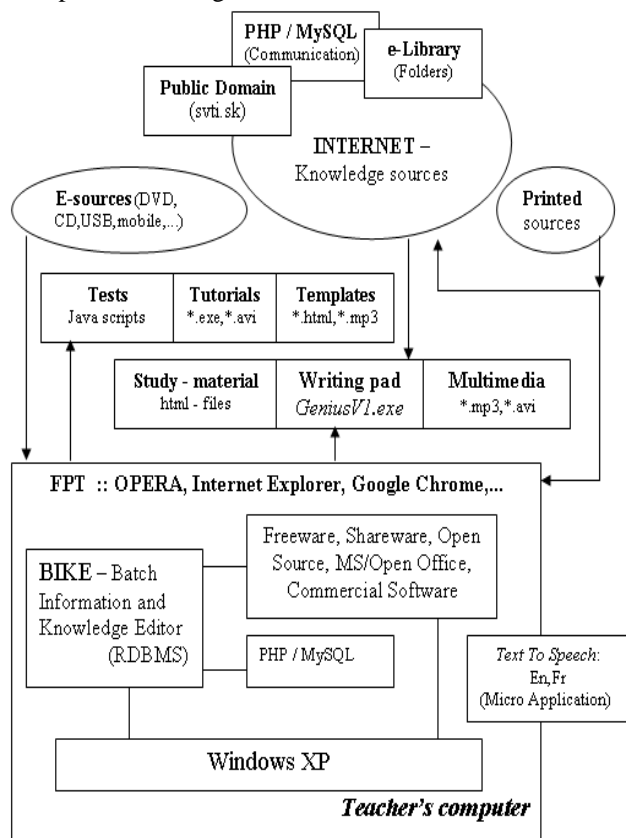 PHP / MySQL
(Communication)
e-Library
(Folders)
Public Domain
(svti.sk)
INTERNET –
Knowledge sources
E-sources (DVD,
CD,USB,mobile,...)
Printed
sources
Tests
Java scripts
Tutorials
*.exe,*.avi
Templates
*.html,*.mp3
Study - material
html - files
Writing pad
GeniusV1.exe
Multimedia
*.mp3,*.avi
FPT :: OPERA, Internet Explorer, Google Chrome,...
Freeware, Shareware, Open
Source, MS/Open Office,
Commercial Software
BIKE – Batch
Information and
Knowledge Editor
(RDBMS)
PHP / MySQL
Text To Speech:
En,Fr
(Micro Application)
Windows XP
Teacher's computer